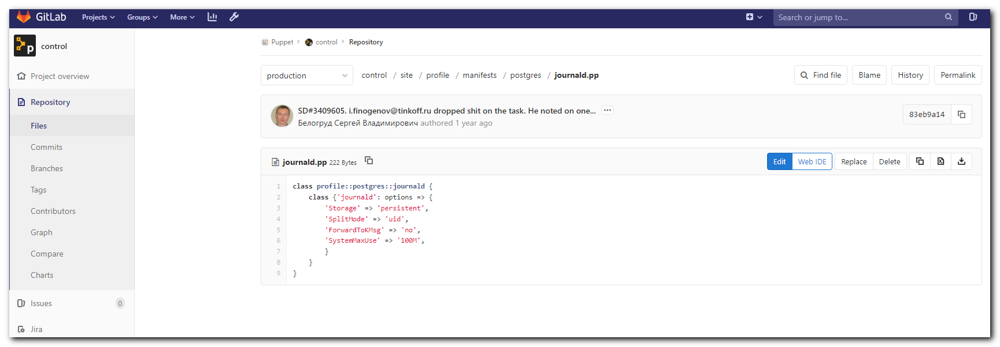 GitLab Projects Groups More Search or jump to...
control
Project overview
Repository
Files
Commits
Branches
Tags
Contributors
Graph
Compare
Charts
Issues 0
Jira
Puppet > control > Repository
production control / site / profile / manifests / postgres / journald.pp Find file Blame History Permalink
SD#3409605. i.finogenov@tinkoff.ru dropped shit on the task. He noted on one... ···
Белогруд Сергей Владимирович authored 1 year ago
83eb9a14
journald.pp 222 Bytes Edit Web IDE Replace Delete
1 class profile::postgres::journald {
2 class {'journald': options => {
3 'Storage' => 'persistent',
4 'SplitMode' => 'uid',
5 'ForwardToKMsg' => 'no',
6 'SystemMaxUse' => '100M',
7 }
8 }
9 }